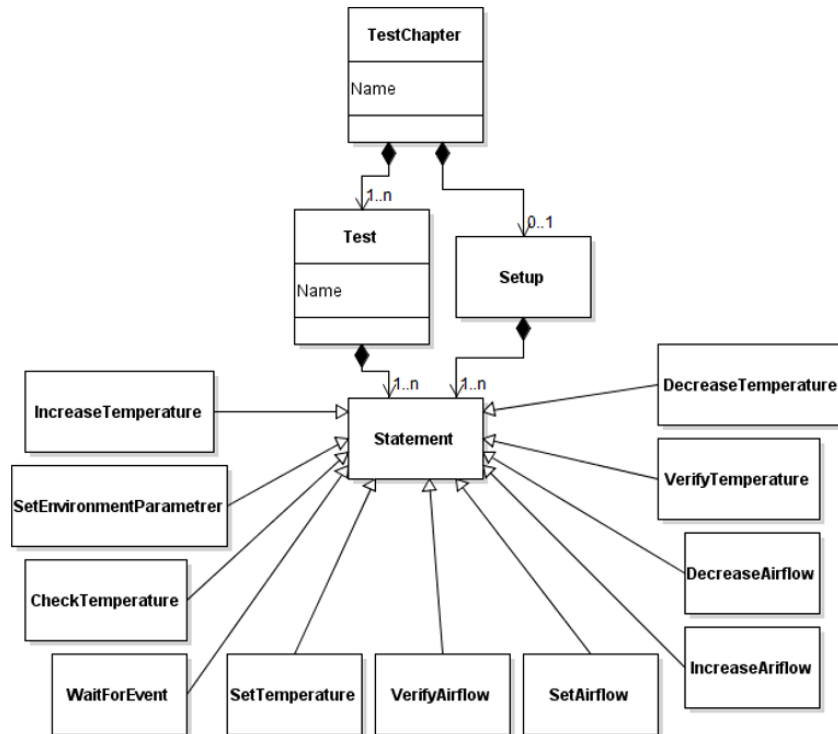 TestChapter
Name
1..n
0..1
Test
Setup
Name
1..n
1..n
DecreaseTemperature
IncreaseTemperature
Statement
VerifyTemperature
SetEnvironmentParametrer
DecreaseAirflow
CheckTemperature
IncreaseAriflow
WaitForEvent
SetTemperature
VerifyAirflow
SetAirflow